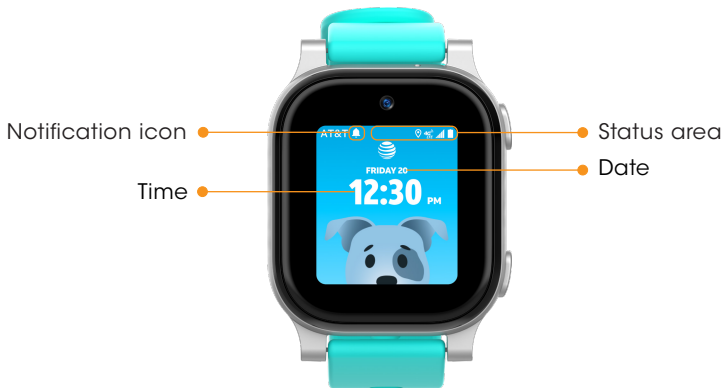 Notification icon
AT&T
Status area
FRIDAY 20
Date
12:30 PM
Time